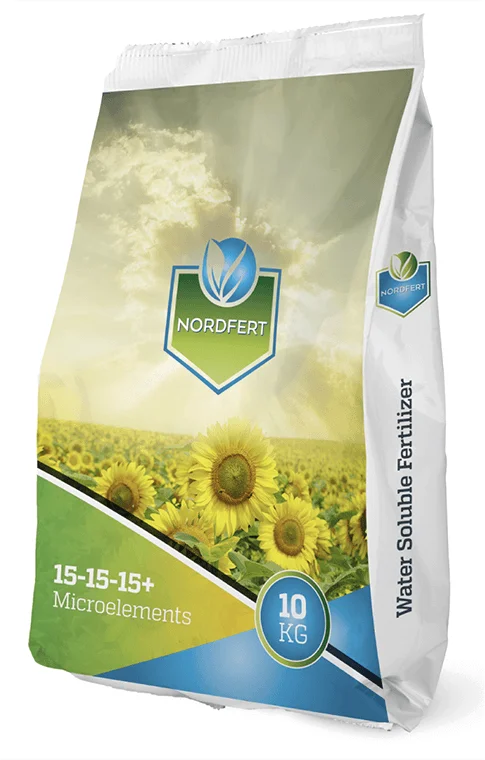 NORDFERT
15-15-15+
Microelements
10
KG
NORDFERT
Water Soluble Fertilizer